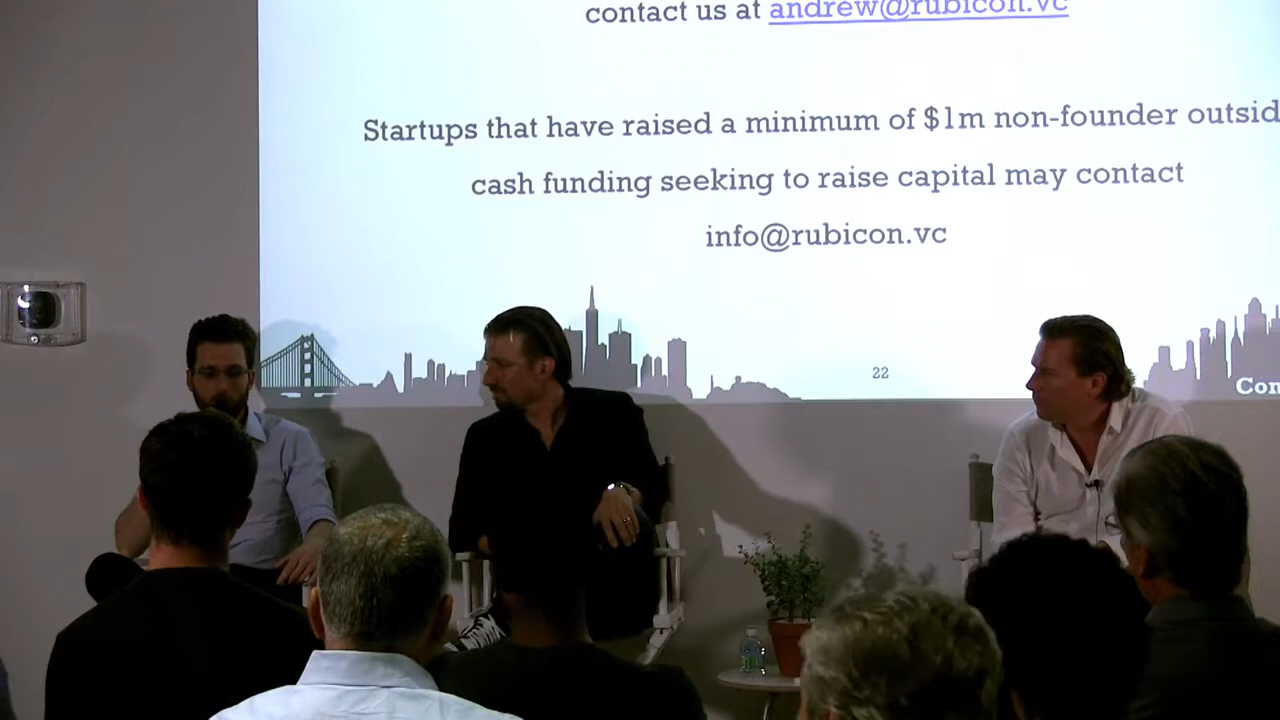 contact us at andrew@rubicon.vc
Startups that have raised a minimum of $1m non-founder outsid
cash funding seeking to raise capital may contact
info@rubicon.vc
22
Con